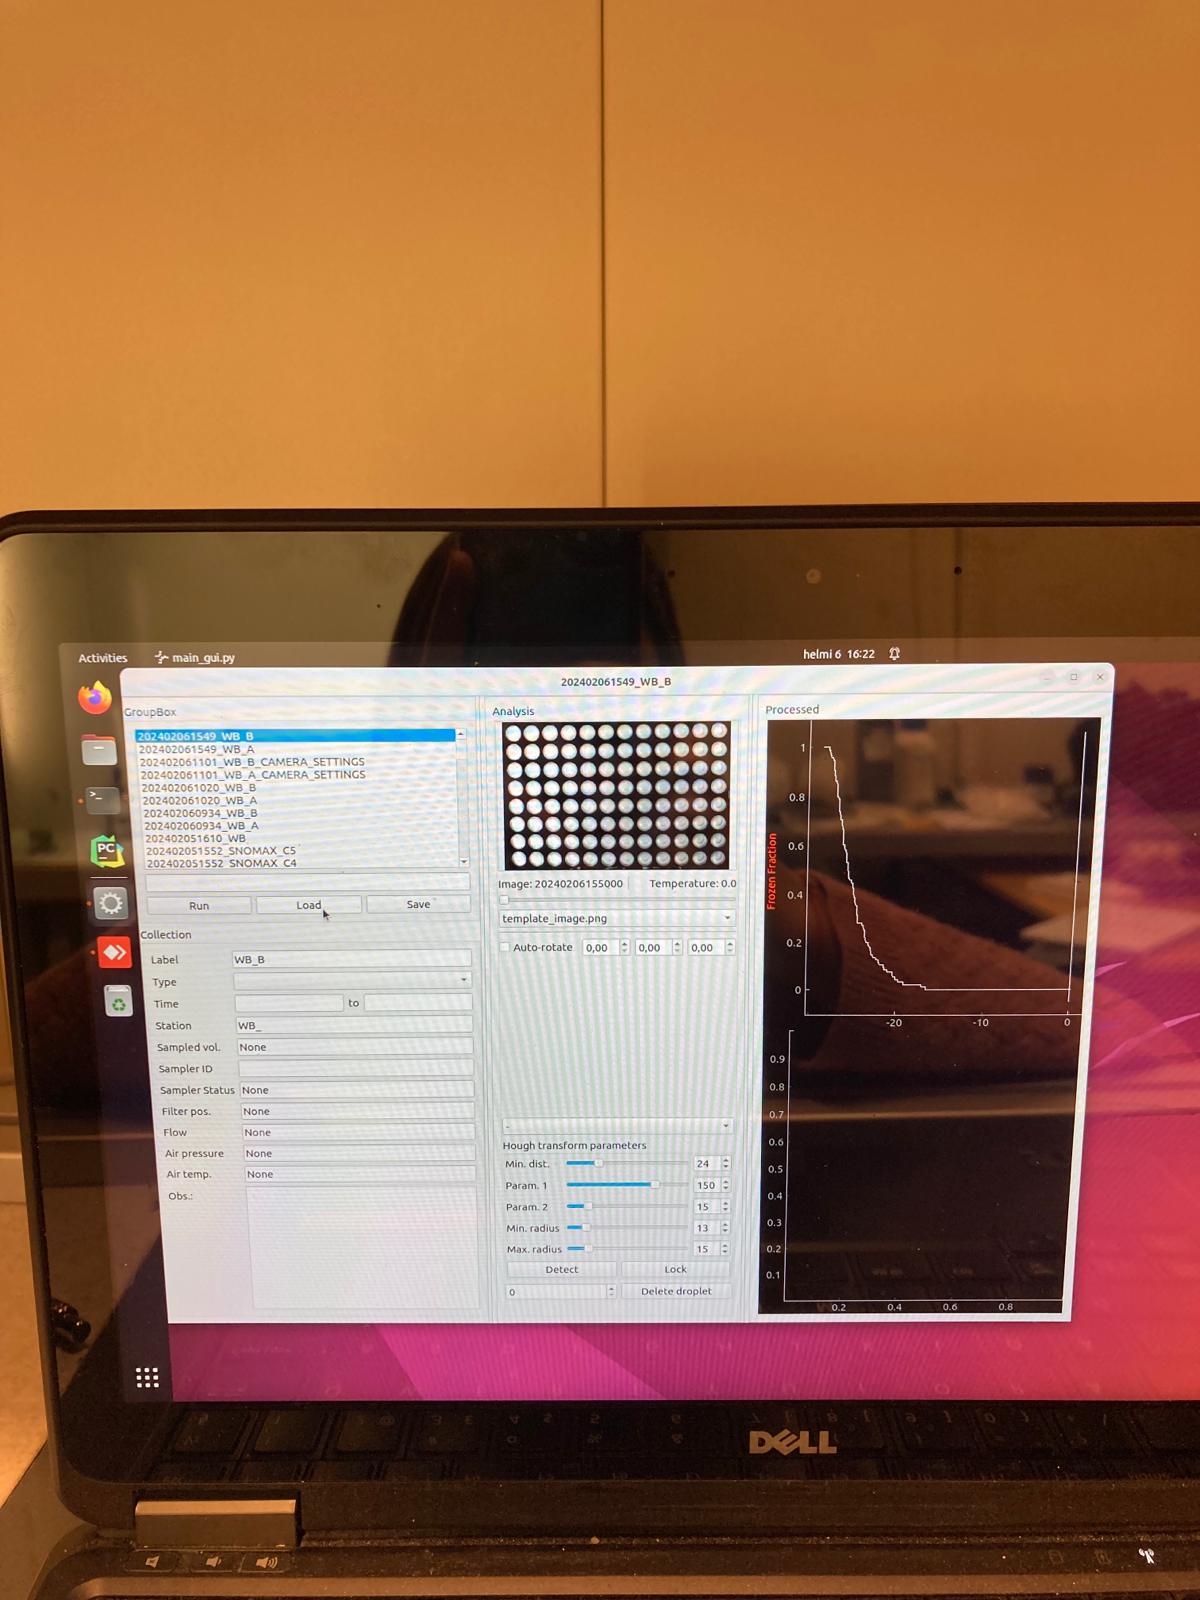 Activities
main_gui.py
helmi 6 16:22
202402061549_WB_B
GroupBox
202402061549_WB_B
202402061549_WB_A
202402061101_WB_B_CAMERA_SETTINGS
202402061101_WB_A_CAMERA_SETTINGS
202402061020_WB_B
202402061020_WB_A
202402060934_WB_B
202402060934_WB_A
202402051610_WB
202402051552_SNOMAX_C5
202402051552_SNOMAX_C4
Run
Load
Save
Collection
Label WB_B
Type
Time to
Station WB_
Sampled vol. None
Sampler ID
Sampler Status None
Filter pos. None
Flow None
Air pressure None
Air temp. None
Obs.:
Analysis
Image: 20240206155000 Temperature: 0.0
template_image.png
Auto-rotate 0,00 0,00 0,00
-
Hough transform parameters
Min. dist. 24
Param. 1 150
Param. 2 15
Min. radius 13
Max. radius 15
Detect Lock
0 Delete droplet
Processed
Frozen Fraction
1
0.8
0.6
0.4
0.2
0
-20 -10 0
0.9
0.8
0.7
0.6
0.5
0.4
0.3
0.2
0.1
0.2 0.4 0.6 0.8
PC
DELL